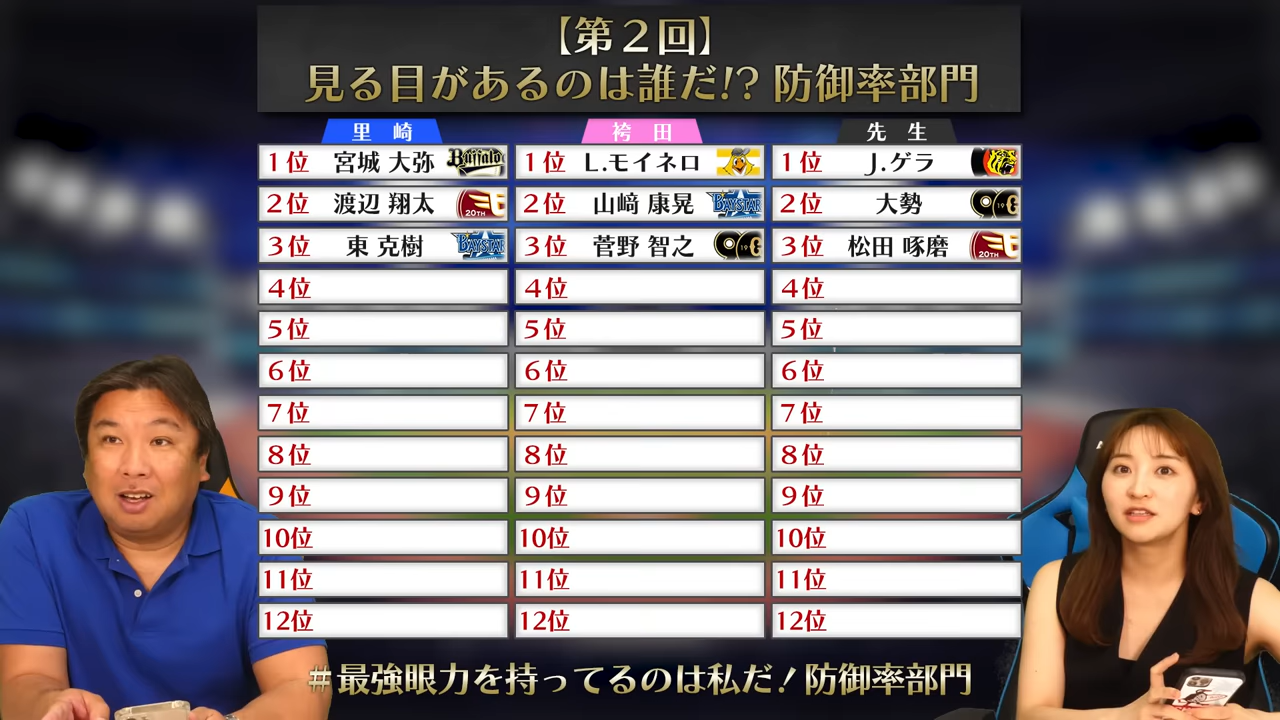 【第2回】
見る目があるのは誰だ!? 防御率部門
里崎
袴田
先生
1位 宮城 大弥 Buffaloes
1位 L.モイネロ
1位 J.ゲラ
2位 渡辺 翔太 E 20TH
2位 山﨑 康晃 BAYSTARS
2位 大勢
3位 東 克樹 BAYSTARS
3位 菅野 智之
3位 松田 啄磨 E 20TH
4位
4位
4位
5位
5位
5位
6位
6位
6位
7位
7位
7位
8位
8位
8位
9位
9位
9位
10位
10位
10位
11位
11位
11位
12位
12位
12位
#最強眼力を持ってるのは私だ!防御率部門